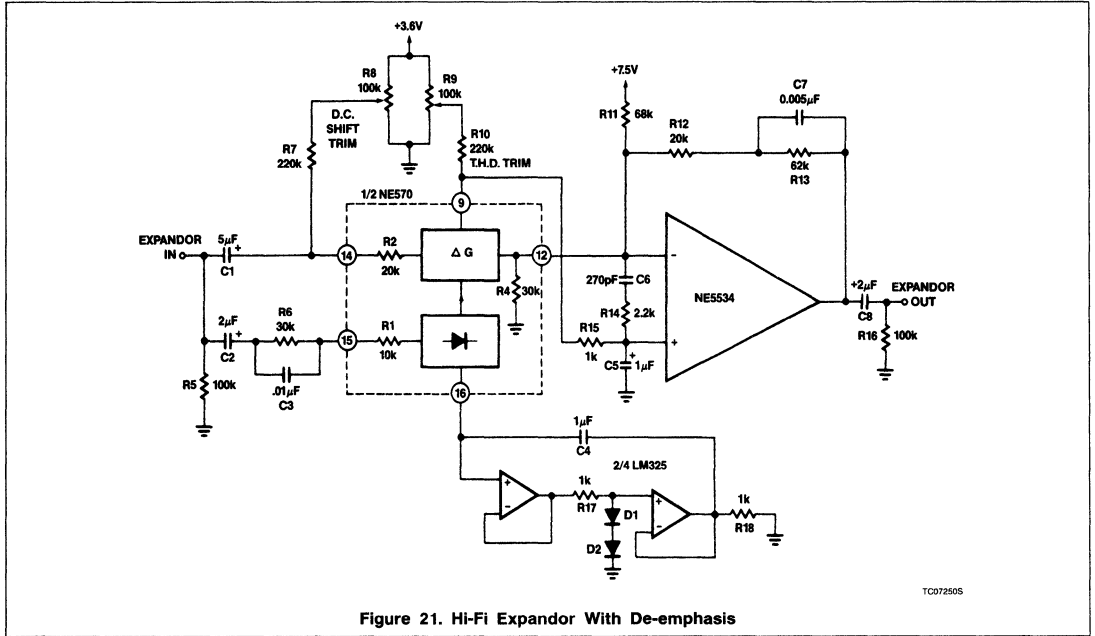 +3.6V
R8
100k
R9
100k
D.C.
SHIFT
TRIM
R7
220k
R10
220k
T.H.D. TRIM
+7.5V
R11
68k
R12
20k
C7
0.005µF
62k
R13
1/2 NE570
9
EXPANDOR
IN
5µF
+
C1
14
R2
20k
ΔG
R4
30k
12
270pF
C6
R14
2.2k
R15
1k
C5
+
1µF
−
+
NE5534
+2µF
C8
EXPANDOR
OUT
R16
100k
2µF
+
C2
R6
30k
.01µF
C3
R5
100k
15
R1
10k
16
1µF
C4
2/4 LM325
+
−
1k
R17
D1
D2
+
−
1k
R18
TC07250S
Figure 21. Hi-Fi Expandor With De-emphasis